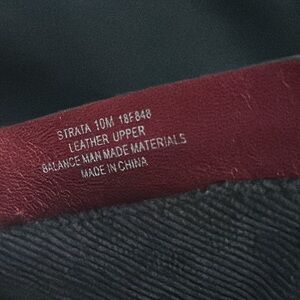 STRATA 10M 18F848
LEATHER UPPER
BALANCE MAN MADE MATERIALS
MADE IN CHINA